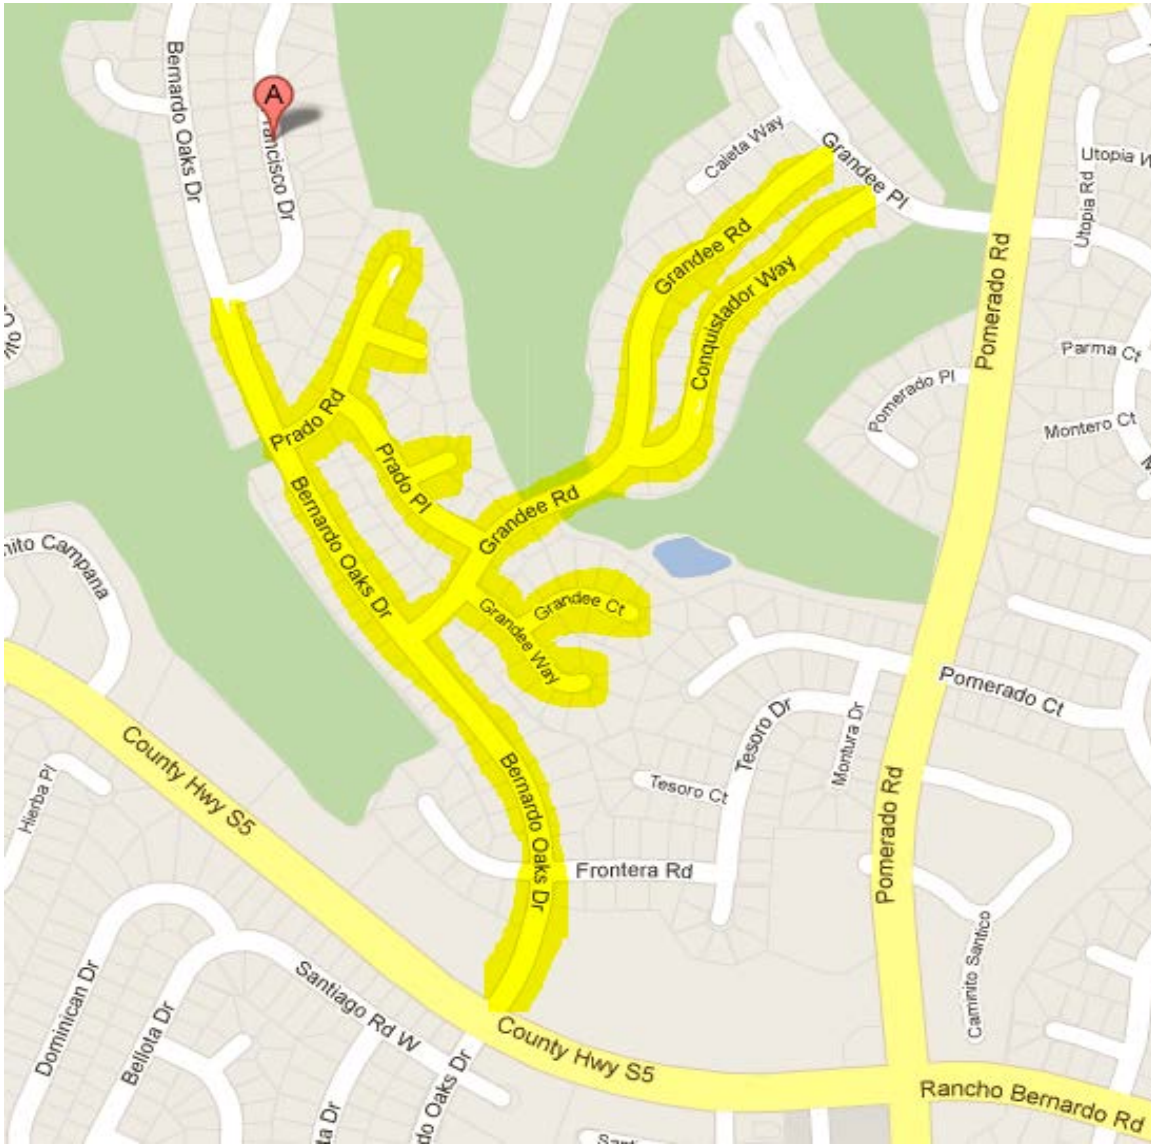 Bernardo Oaks Dr
A
rancisco Dr
Caleta Way
Grandee Pl
Utopia W
Utopia Rd
Grandee Rd
Conquistador Way
Pomerado Rd
Parma Ct
Pomerado Pl
Montero Ct
M
Prado Rd
Prado Pl
Bernardo Oaks Dr
Grandee Rd
nito Campana
Grandee Ct
Grandee Way
Pomerado Ct
Tesoro Dr
Montura Dr
County Hwy S5
Hierba Pl
Tesoro Ct
Bernardo Oaks Dr
Pomerado Rd
Frontera Rd
Caminito Santico
Santiago Rd W
Dominican Dr
Bellota Dr
County Hwy S5
do Oaks Dr
ta Dr
Rancho Bernardo Rd